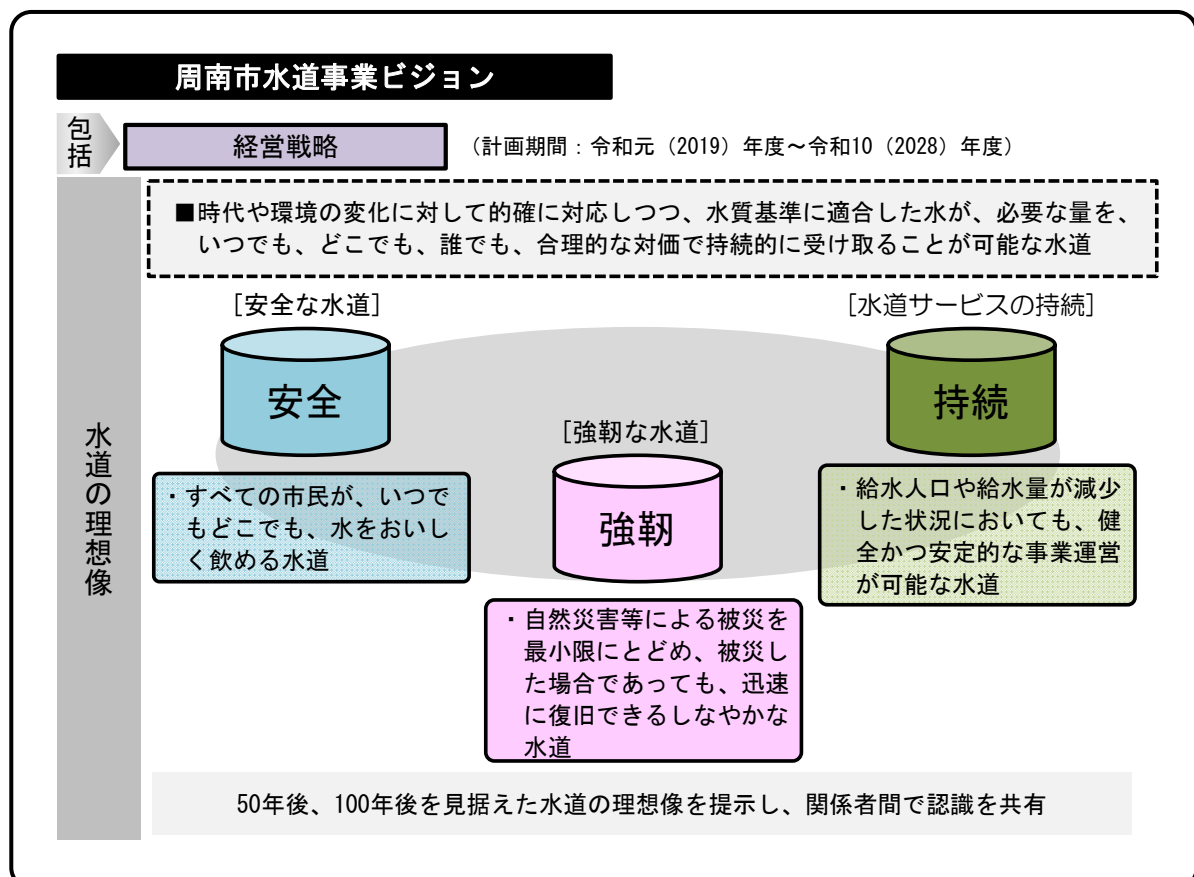 周南市水道事業ビジョン
包括
経営戦略
（計画期間：令和元（2019）年度～令和10（2028）年度）
水道の理想像
■時代や環境の変化に対して的確に対応しつつ、水質基準に適合した水が、必要な量を、
いつでも、どこでも、誰でも、合理的な対価で持続的に受け取ることが可能な水道
［安全な水道］
安全
・すべての市民が、いつで
もどこでも、水をおいし
く飲める水道
［強靭な水道］
強靭
・自然災害等による被災を
最小限にとどめ、被災し
た場合であっても、迅速
に復旧できるしなやかな
水道
［水道サービスの持続］
持続
・給水人口や給水量が減少
した状況においても、健
全かつ安定的な事業運営
が可能な水道
50年後、100年後を見据えた水道の理想像を提示し、関係者間で認識を共有